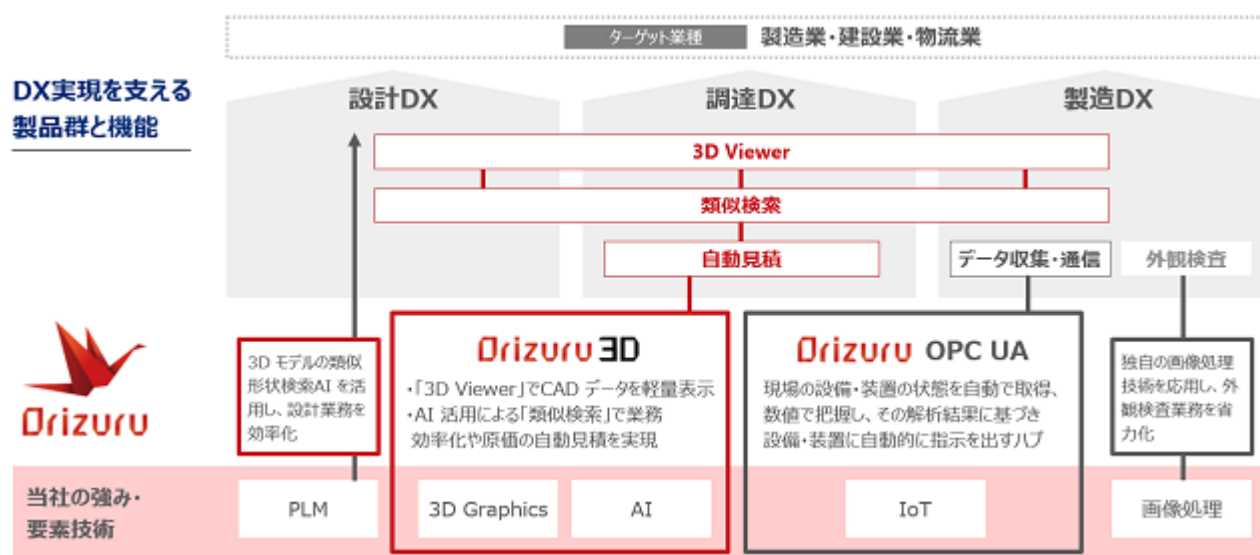 ターゲット業種 製造業・建設業・物流業
DX実現を支える
製品群と機能
設計DX 調達DX 製造DX
3D Viewer
類似検索
自動見積
データ収集・通信
外観検査
Orizuru
3D モデルの類似
形状検索AI を活
用し、設計業務を
効率化
Orizuru 3D
・「3D Viewer」でCAD データを軽量表示
・AI 活用による「類似検索」で業務
効率化や原価の自動見積を実現
Orizuru OPC UA
現場の設備・装置の状態を自動で取得、
数値で把握し、その解析結果に基づき
設備・装置に自動的に指示を出すハブ
独自の画像処理
技術を応用し、外
観検査業務を省
力化
当社の強み・
要素技術
PLM
3D Graphics
AI
IoT
画像処理